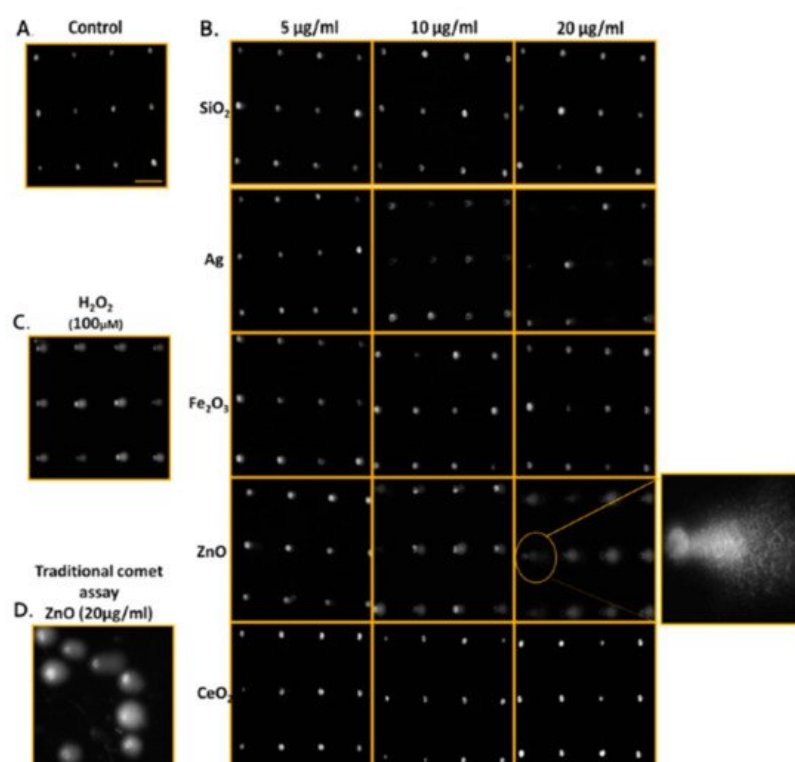 A. Control
B.
5 µg/ml 10 µg/ml 20 µg/ml
SiO₂
Ag
C.
H₂O₂
(100µM)
Fe₂O₃
ZnO
Traditional comet
assay
D. ZnO (20µg/ml)
CeO₂